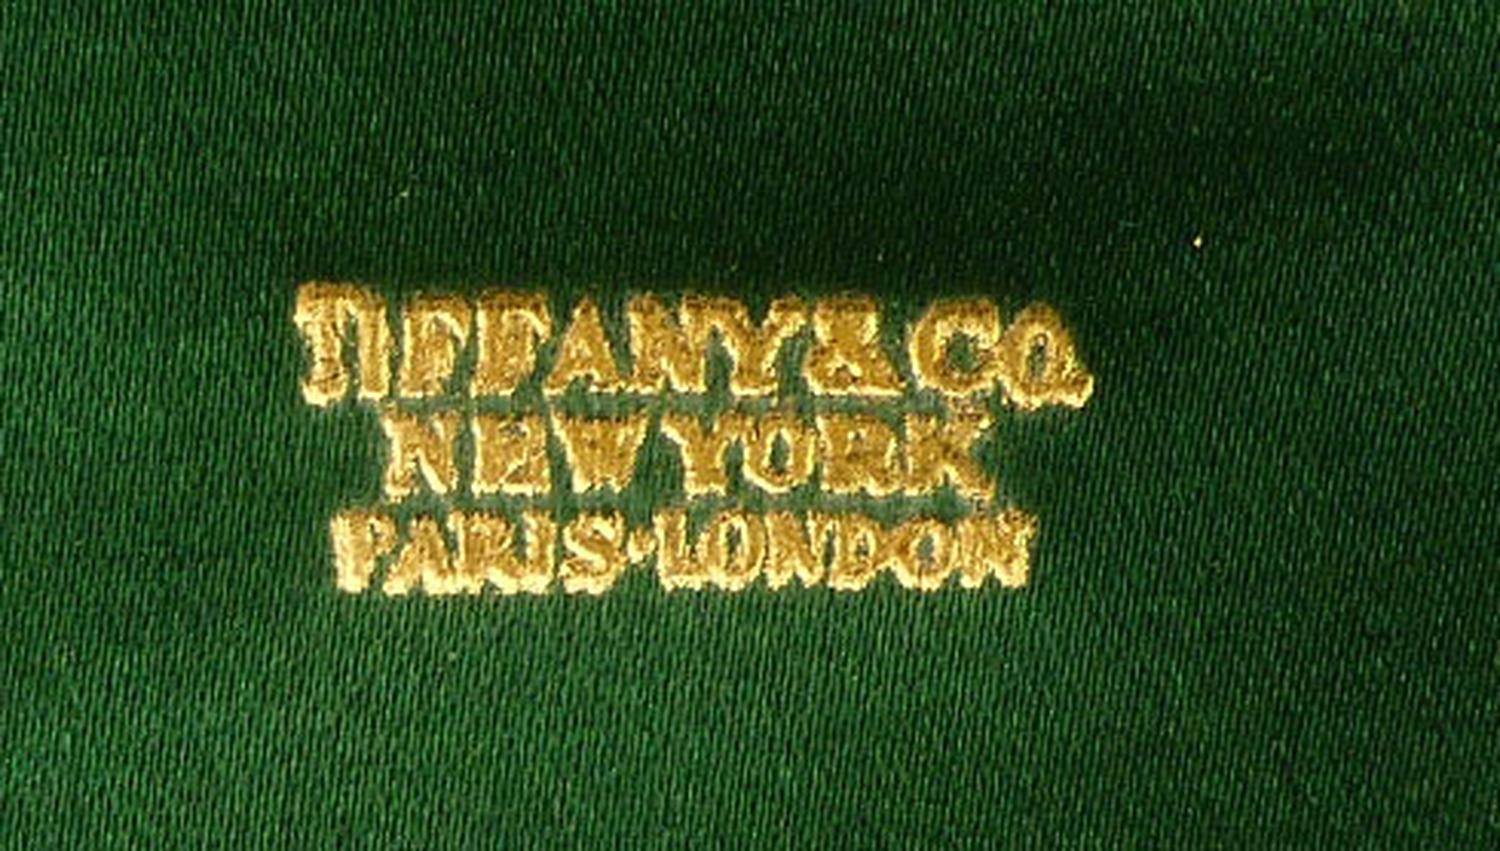 TIFFANY & CO.
NEW YORK
PARIS·LONDON